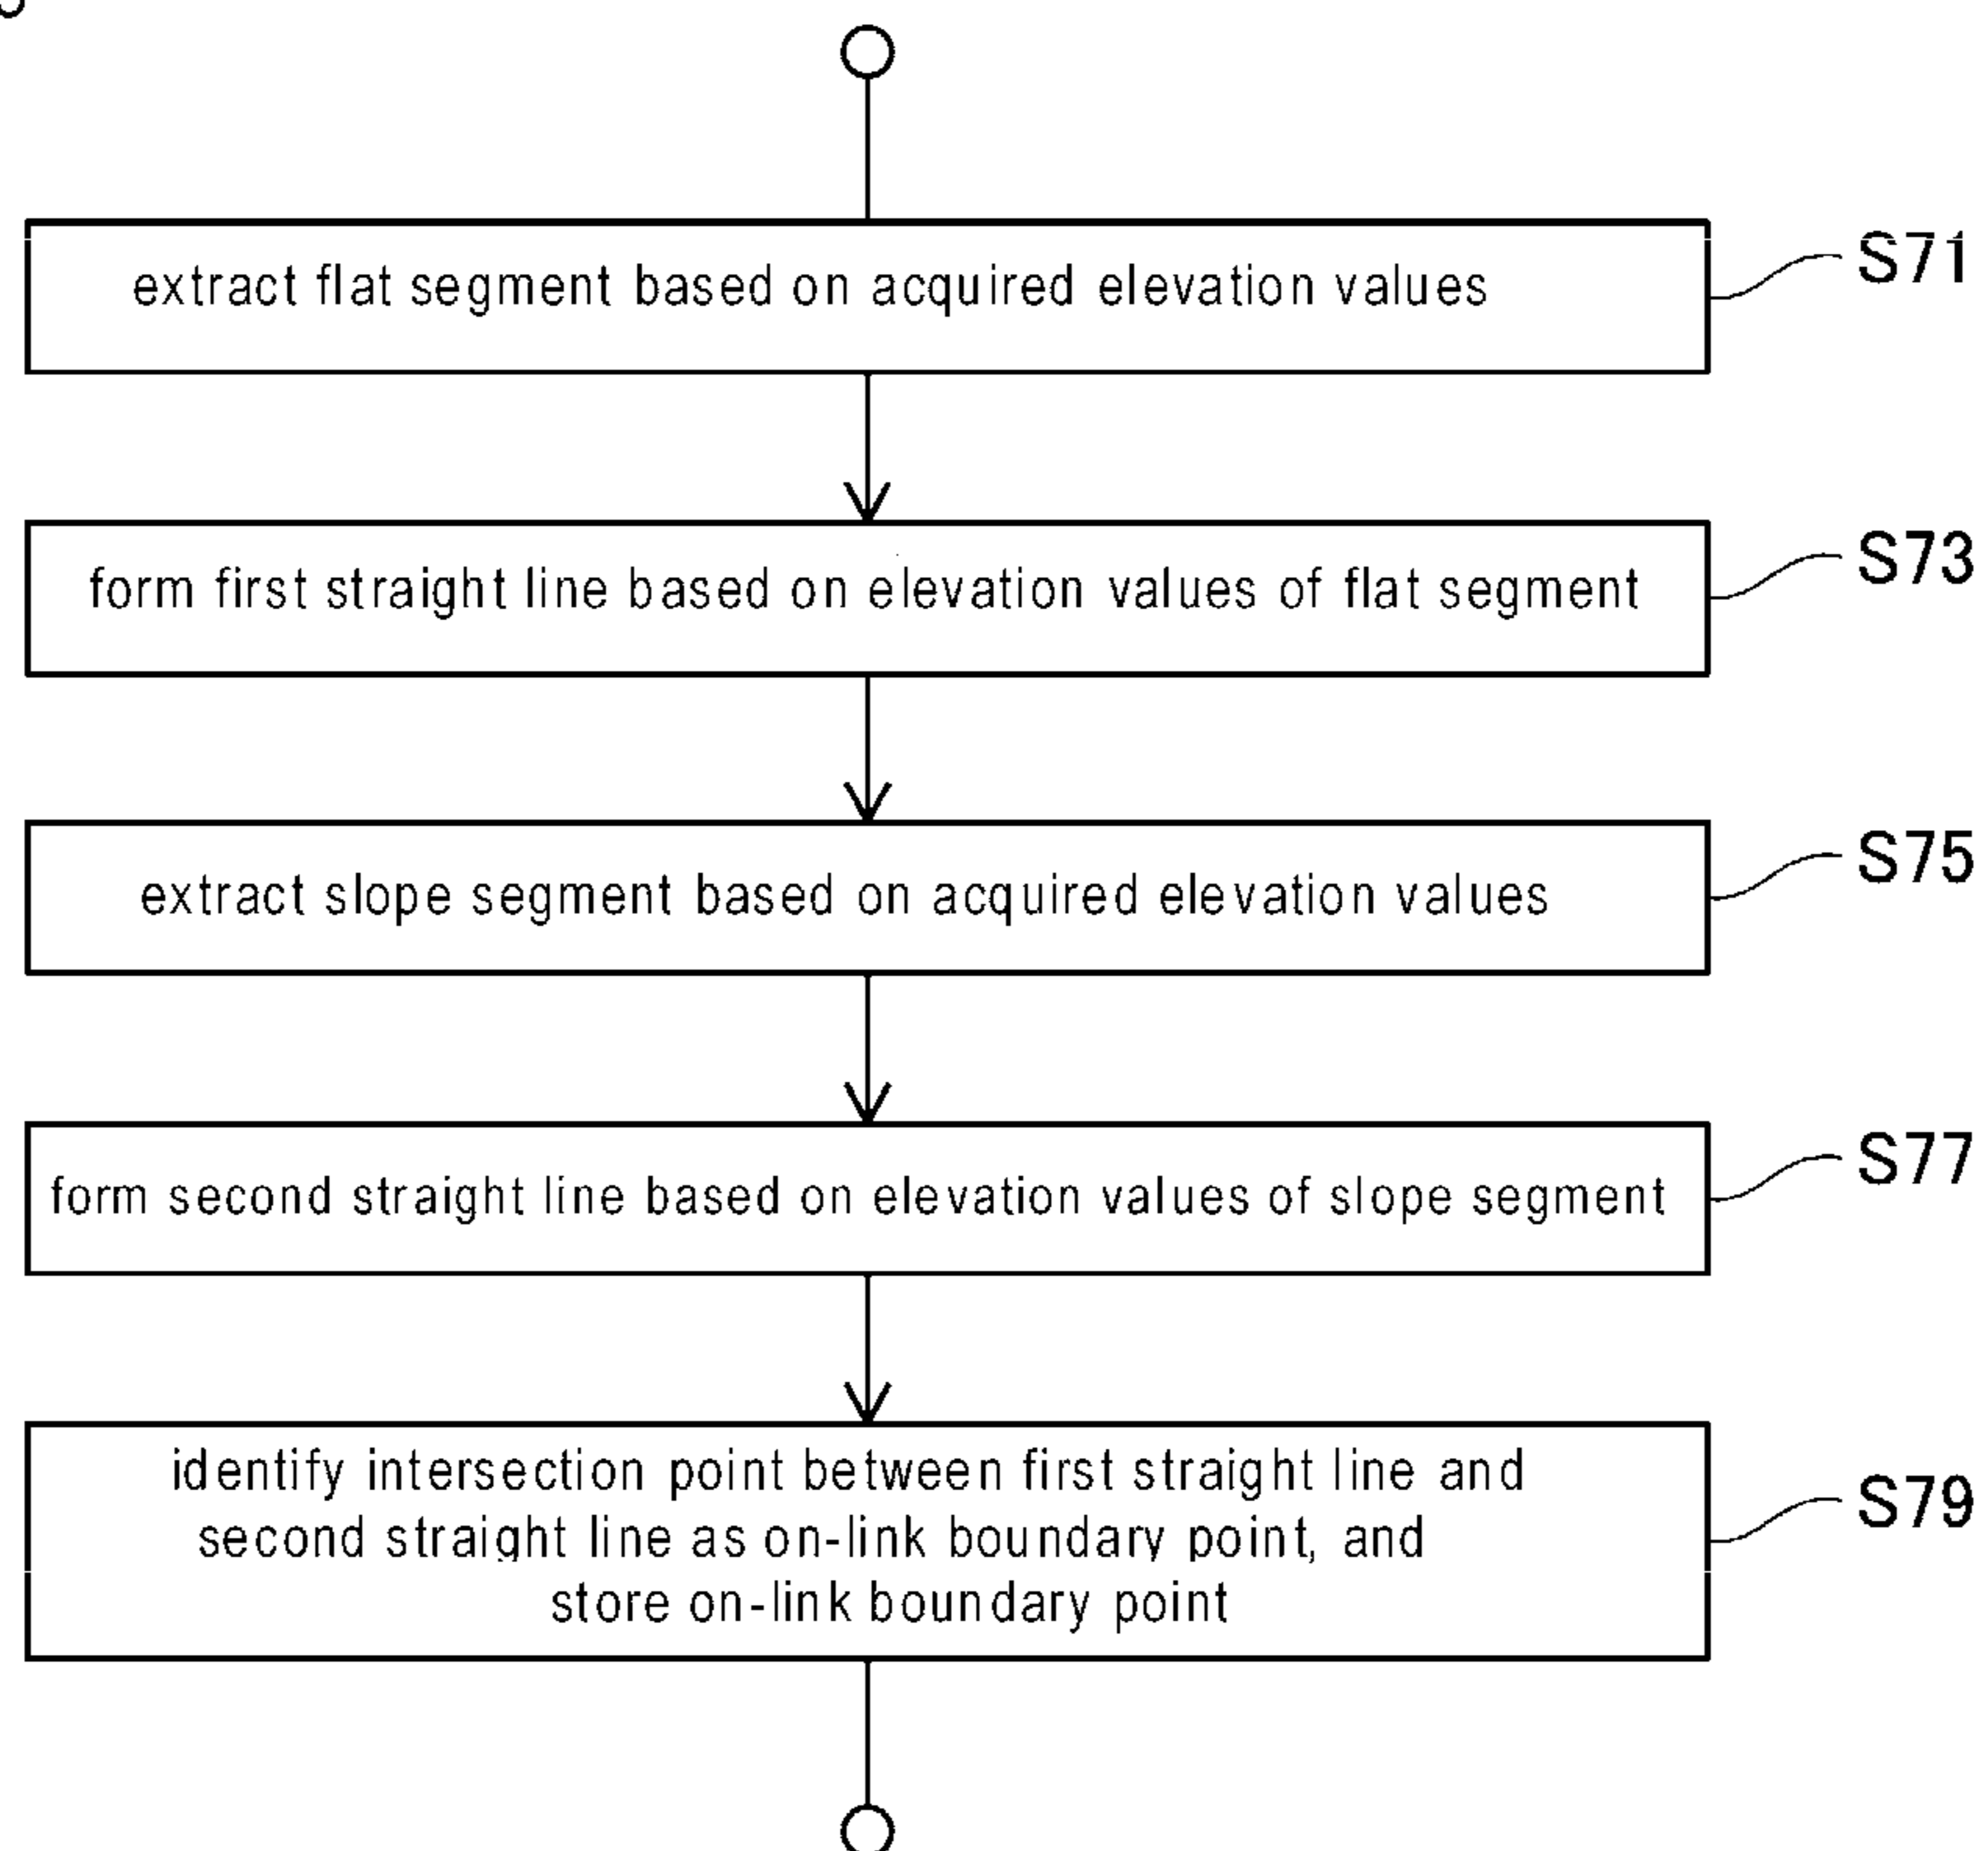 extract flat segment based on acquired elevation values
S71
form first straight line based on elevation values of flat segment
S73
extract slope segment based on acquired elevation values
S75
form second straight line based on elevation values of slope segment
S77
identify intersection point between first straight line and
second straight line as on-link boundary point, and
store on-link boundary point
S79